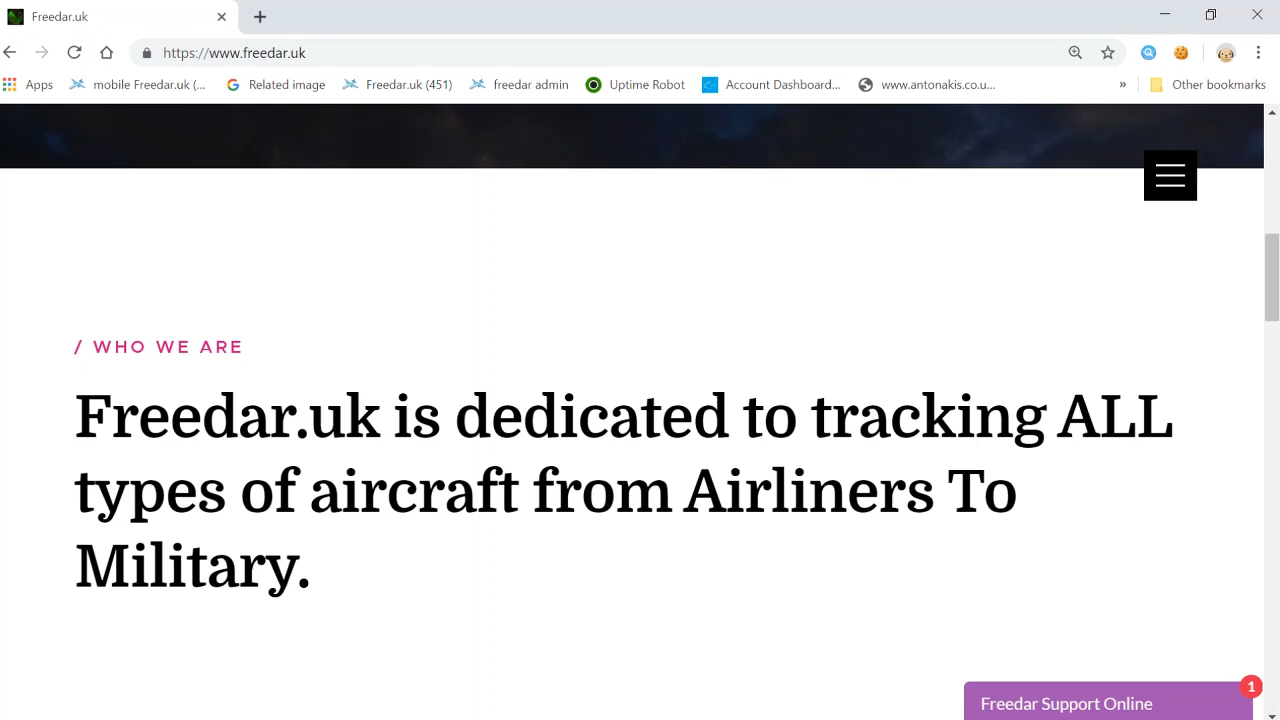 Freedar.uk
https://www.freedar.uk
Apps mobile Freedar.uk (... Related image Freedar.uk (451) freedar admin Uptime Robot Account Dashboard... www.antonakis.co.u... » Other bookmarks
/ WHO WE ARE
Freedar.uk is dedicated to tracking ALL
types of aircraft from Airliners To
Military.
1
Freedar Support Online